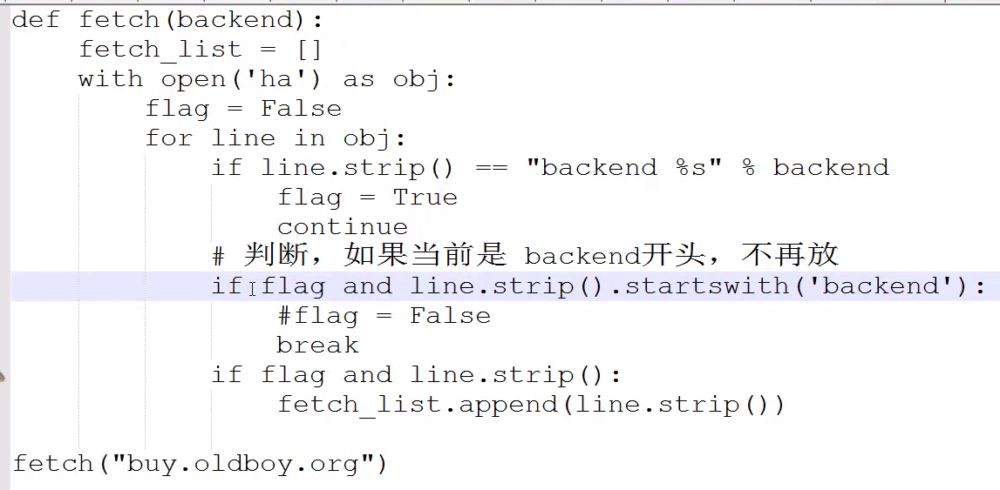 def fetch(backend):
    fetch_list = []
    with open('ha') as obj:
        flag = False
        for line in obj:
            if line.strip() == "backend %s" % backend
                flag = True
                continue
            # 判断，如果当前是 backend开头，不再放
            if flag and line.strip().startswith('backend'):
                #flag = False
                break
            if flag and line.strip():
                fetch_list.append(line.strip())
fetch("buy.oldboy.org")